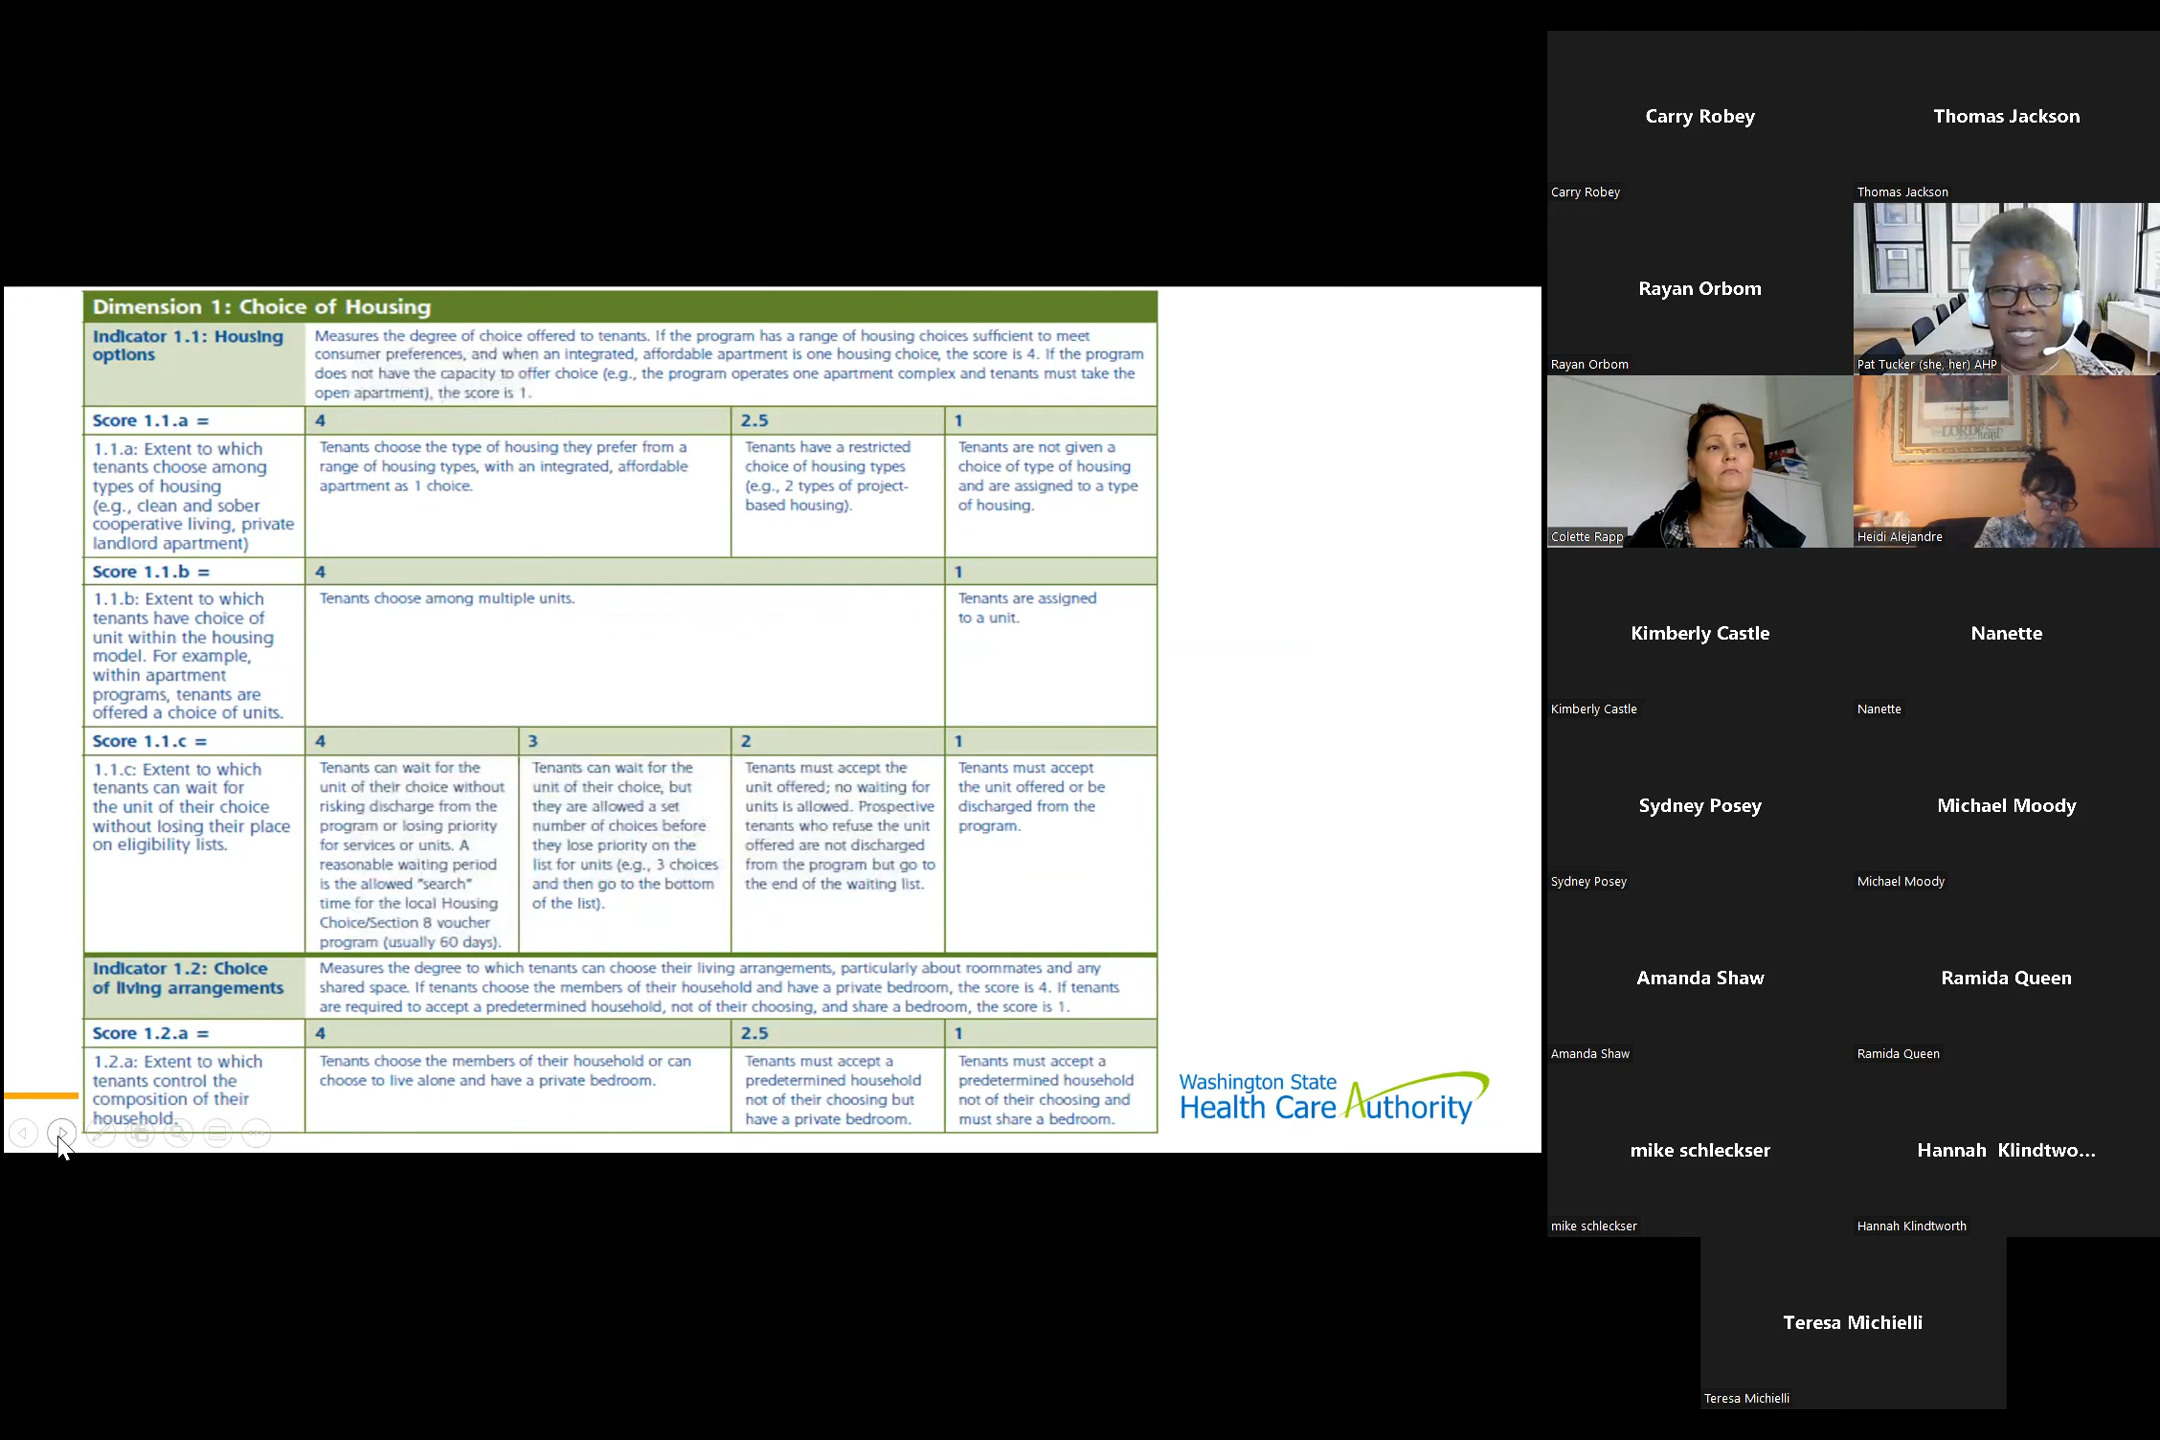 Dimension 1: Choice of Housing
Indicator 1.1: Housing
options
Measures the degree of choice offered to tenants. If the program has a range of housing choices sufficient to meet
consumer preferences, and when an integrated, affordable apartment is one housing choice, the score is 4. If the program
does not have the capacity to offer choice (e.g., the program operates one apartment complex and tenants must take the
open apartment), the score is 1.
Score 1.1.a =
4
2.5
1
1.1.a: Extent to which
tenants choose among
types of housing
(e.g., clean and sober
cooperative living, private
landlord apartment)
Tenants choose the type of housing they prefer from a
range of housing types, with an integrated, affordable
apartment as 1 choice.
Tenants have a restricted
choice of housing types
(e.g., 2 types of project-
based housing).
Tenants are not given a
choice of type of housing
and are assigned to a type
of housing.
Score 1.1.b =
4
1
1.1.b: Extent to which
tenants have choice of
unit within the housing
model. For example,
within apartment
programs, tenants are
offered a choice of units.
Tenants choose among multiple units.
Tenants are assigned
to a unit.
Score 1.1.c =
4
3
2
1
1.1.c: Extent to which
tenants can wait for
the unit of their choice
without losing their place
on eligibility lists.
Tenants can wait for the
unit of their choice without
risking discharge from the
program or losing priority
for services or units. A
reasonable waiting period
is the allowed "search"
time for the local Housing
Choice/Section 8 voucher
program (usually 60 days).
Tenants can wait for the
unit of their choice, but
they are allowed a set
number of choices before
they lose priority on the
list for units (e.g., 3 choices
and then go to the bottom
of the list).
Tenants must accept the
unit offered; no waiting for
units is allowed. Prospective
tenants who refuse the unit
offered are not discharged
from the program but go to
the end of the waiting list.
Tenants must accept
the unit offered or be
discharged from the
program.
Indicator 1.2: Choice
of living arrangements
Measures the degree to which tenants can choose their living arrangements, particularly about roommates and any
shared space. If tenants choose the members of their household and have a private bedroom, the score is 4. If tenants
are required to accept a predetermined household, not of their choosing, and share a bedroom, the score is 1.
Score 1.2.a =
4
2.5
1
1.2.a: Extent to which
tenants control the
composition of their
household.
Tenants choose the members of their household or can
choose to live alone and have a private bedroom.
Tenants must accept a
predetermined household
not of their choosing but
have a private bedroom.
Tenants must accept a
predetermined household
not of their choosing and
must share a bedroom.
Washington State
Health Care Authority
Carry Robey
Thomas Jackson
Carry Robey
Thomas Jackson
Rayan Orbom
Rayan Orbom
Pat Tucker (she, her) AHP
LORD
heart
Colette Rapp
Heidi Alejandre
Kimberly Castle
Nanette
Kimberly Castle
Nanette
Sydney Posey
Michael Moody
Sydney Posey
Michael Moody
Amanda Shaw
Ramida Queen
Amanda Shaw
Ramida Queen
mike schleckser
Hannah Klindtwo...
mike schleckser
Hannah Klindtworth
Teresa Michielli
Teresa Michielli